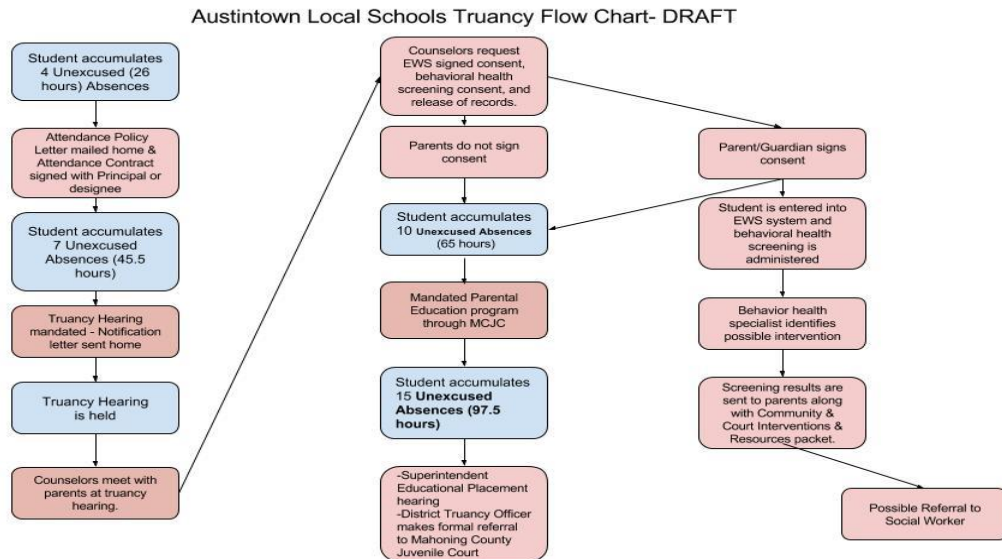 Austintown Local Schools Truancy Flow Chart- DRAFT
Student accumulates
4 Unexcused (26
hours) Absences
Attendance Policy
Letter mailed home &
Attendance Contract
signed with Principal or
designee
Student accumulates
7 Unexcused
Absences (45.5
hours)
Truancy Hearing
mandated - Notification
letter sent home
Truancy Hearing
is held
Counselors meet with
parents at truancy
hearing.
Counselors request
EWS signed consent,
behavioral health
screening consent, and
release of records.
Parents do not sign
consent
Student accumulates
10 Unexcused Absences
(65 hours)
Mandated Parental
Education program
through MCJC
Student accumulates
15 Unexcused
Absences (97.5
hours)
-Superintendent
Educational Placement
hearing
-District Truancy Officer
makes formal referral
to Mahoning County
Juvenile Court
Parent/Guardian signs
consent
Student is entered into
EWS system and
behavioral health
screening is
administered
Behavior health
specialist identifies
possible intervention
Screening results are
sent to parents along
with Community &
Court Interventions &
Resources packet.
Possible Referral to
Social Worker